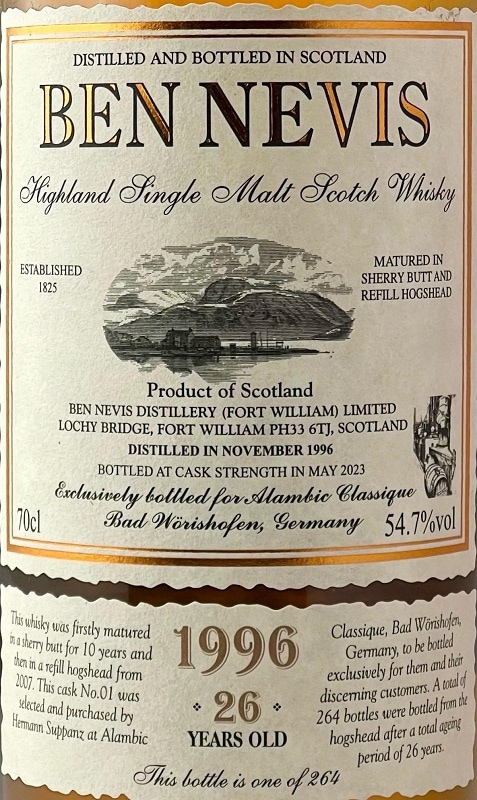 DISTILLED AND BOTTLED IN SCOTLAND
BEN NEVIS
Highland Single Malt Scotch Whisky
ESTABLISHED
1825
MATURED IN
SHERRY BUTT AND
REFILL HOGSHEAD
Product of Scotland
BEN NEVIS DISTILLERY (FORT WILLIAM) LIMITED
LOCHY BRIDGE, FORT WILLIAM PH33 6TJ, SCOTLAND
DISTILLED IN NOVEMBER 1996
BOTTLED AT CASK STRENGTH IN MAY 2023
Exclusively bottled for Alambic Classique
Bad Wörishofen, Germany
70cl
54.7%vol
This whisky was firstly matured
in a sherry butt for 10 years and
then in a refill hogshead from
2007. This cask No.01 was
selected and purchased by
Hermann Suppanz at Alambic
1996
26
YEARS OLD
Classique, Bad Wörishofen,
Germany, to be bottled
exclusively for them and their
discerning customers. A total of
264 bottles were bottled from the
hogshead after a total ageing
period of 26 years.
This bottle is one of 264